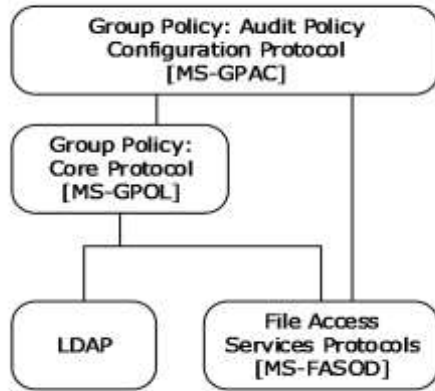 Group Policy: Audit Policy
Configuration Protocol
[MS-GPAC]
Group Policy:
Core Protocol
[MS-GPOL]
LDAP
File Access
Services Protocols
[MS-FASOD]